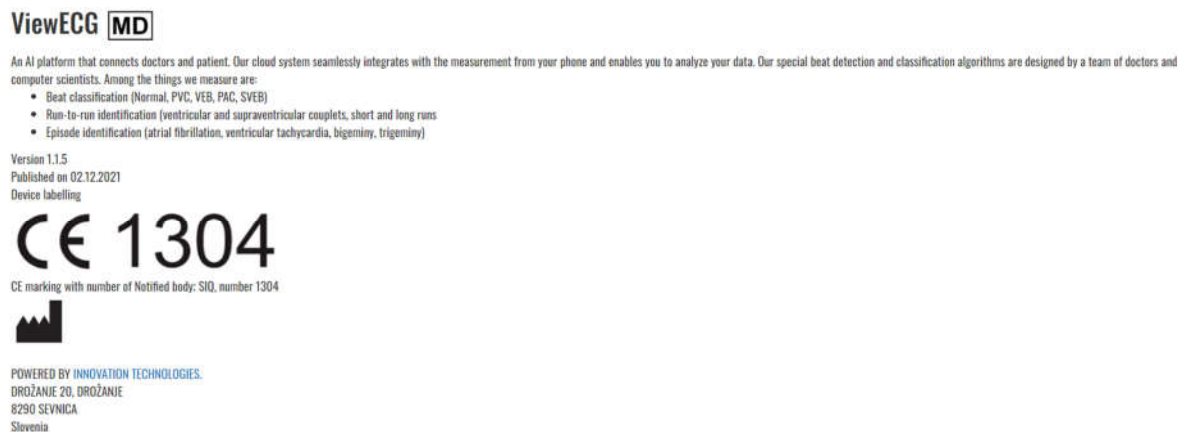 ViewECG MD
An AI platform that connects doctors and patient. Our cloud system seamlessly integrates with the measurement from your phone and enables you to analyze your data. Our special beat detection and classification algorithms are designed by a team of doctors and
computer scientists. Among the things we measure are:
• Beat classification (Normal, PVC, VEB, PAC, SVEB)
• Run-to-run identification (ventricular and supraventricular couplets, short and long runs
• Episode identification (atrial fibrillation, ventricular tachycardia, bigeminy, trigeminy)
Version 1.1.5
Published on 02.12.2021
Device labelling
CE 1304
CE marking with number of Notified body: SIQ, number 1304
POWERED BY INNOVATION TECHNOLOGIES.
DROŽANJE 20, DROŽANJE
8290 SEVNICA
Slovenia